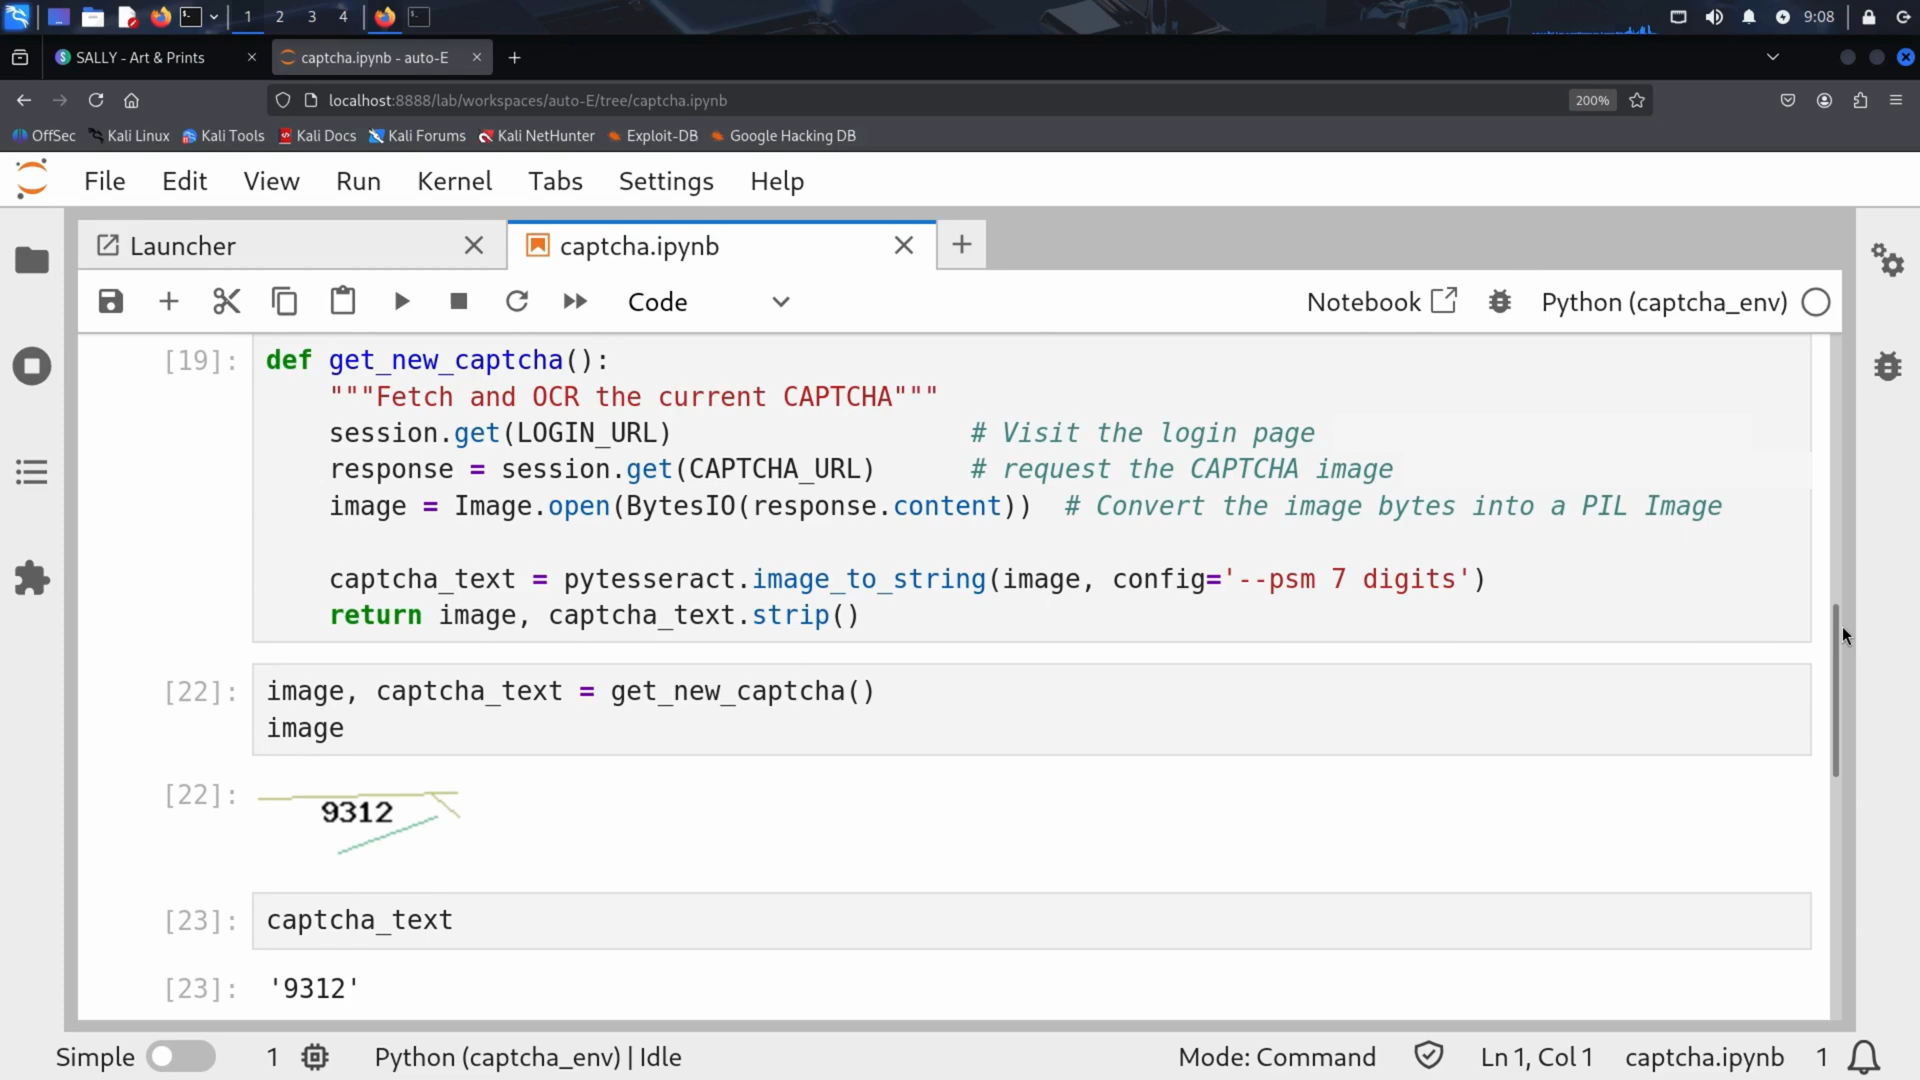 1 2 3 4 9:08
SALLY - Art & Prints captcha.ipynb - auto-E
localhost:8888/lab/workspaces/auto-E/tree/captcha.ipynb 200%
OffSec Kali Linux Kali Tools Kali Docs Kali Forums Kali NetHunter Exploit-DB Google Hacking DB
File Edit View Run Kernel Tabs Settings Help
Launcher captcha.ipynb
Code Notebook Python (captcha_env)
[19]: def get_new_captcha():
"""Fetch and OCR the current CAPTCHA"""
session.get(LOGIN_URL) # Visit the login page
response = session.get(CAPTCHA_URL) # request the CAPTCHA image
image = Image.open(BytesIO(response.content)) # Convert the image bytes into a PIL Image
captcha_text = pytesseract.image_to_string(image, config='--psm 7 digits')
return image, captcha_text.strip()
[22]: image, captcha_text = get_new_captcha()
image
[22]: 9312
[23]: captcha_text
[23]: '9312'
Simple 1 Python (captcha_env) | Idle Mode: Command Ln 1, Col 1 captcha.ipynb 1